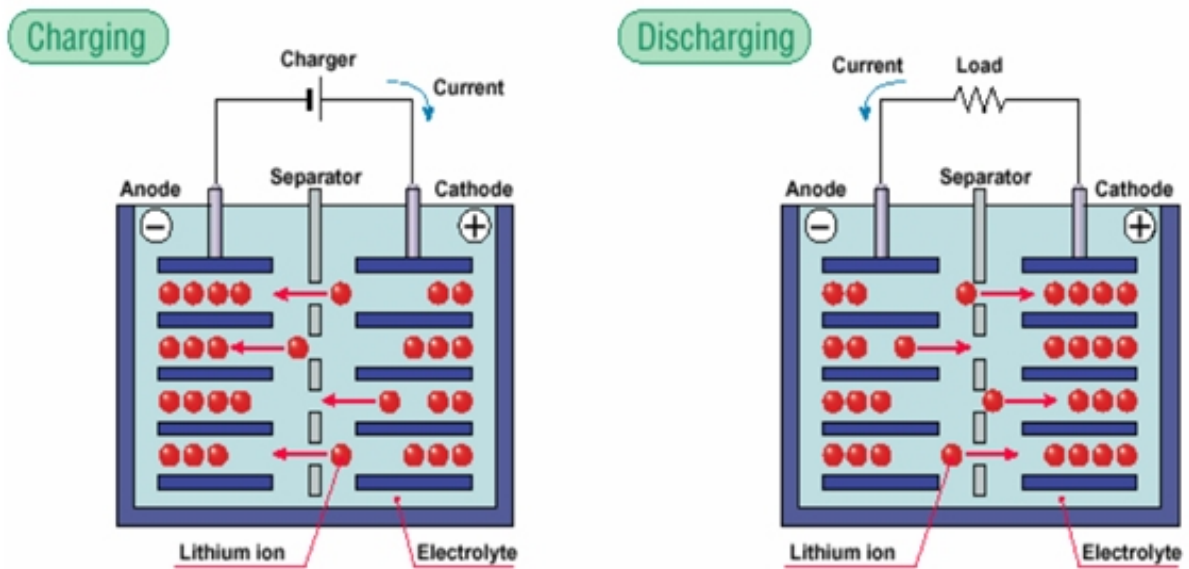 Charging
Charger
Current
Anode
Separator
Cathode
−
+
Lithium ion
Electrolyte
Discharging
Current
Load
Anode
Separator
Cathode
−
+
Lithium ion
Electrolyte